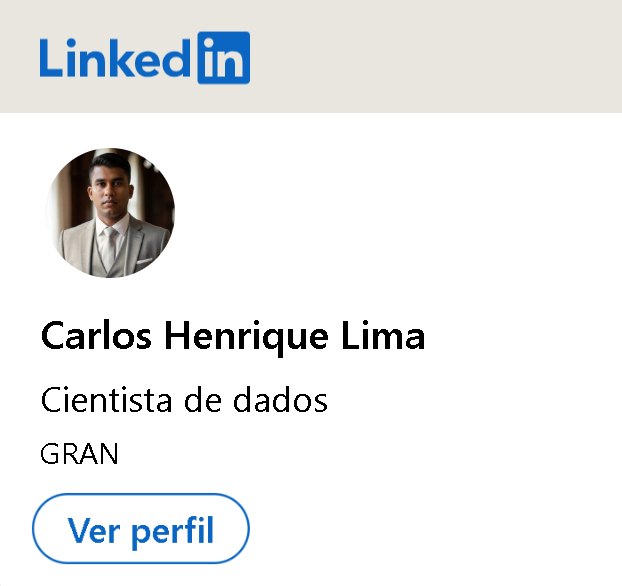 Linkedin
Carlos Henrique Lima
Cientista de dados
GRAN
Ver perfil